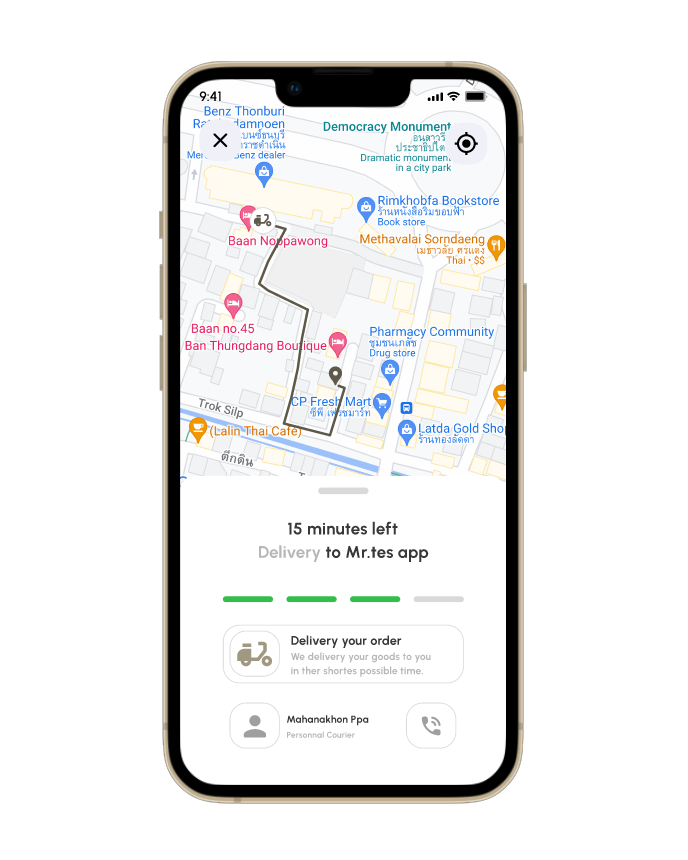 9:41
Benz Thonburi
damnoen
เบนซ์ธนบุรี
ราชดำเนิน
enz dealer
Democracy Monument
อนุสาวรีย์
ประชาธิปไตย
Dramatic monument
in a city park
Rimkhobfa Bookstore
ร้านหนังสือริมขอบฟ้า
Book store
Methavalai Sorndaeng
เมธาวลัย ศรแดง
Thai • $$
Baan Noppawong
Baan no.45
Ban Thungdang Boutique
Pharmacy Community
ชุมชนเภสัช
Drug store
CP Fresh Mart
ซีพี เฟรชมาร์ท
Trok Silp
(Lalin Thai Cafe)
Latda Gold Shop
ร้านทองลัดดา
ตึกดิน
15 minutes left
Delivery to Mr.tes app
Delivery your order
We delivery your goods to you
in ther shortes possible time.
Mahanakhon Ppa
Personnal Courier